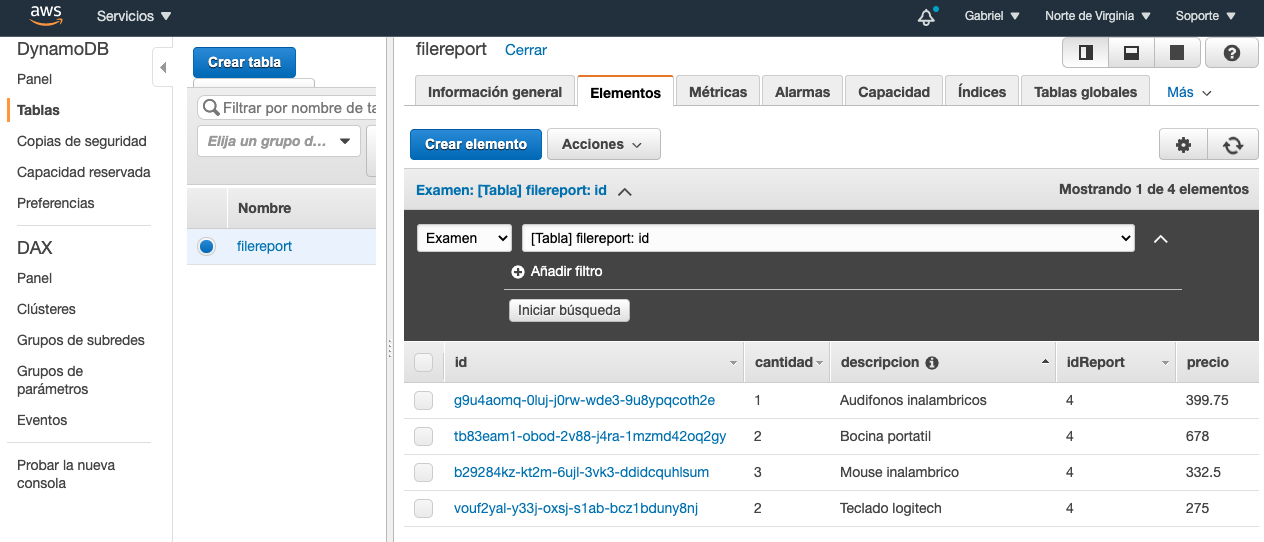 aws
Servicios
Gabriel
Norte de Virginia
Soporte
DynamoDB
Panel
Tablas
Copias de seguridad
Capacidad reservada
Preferencias
DAX
Panel
Clústeres
Grupos de subredes
Grupos de
parámetros
Eventos
Probar la nueva
consola
Crear tabla
Filtrar por nombre de ta
Elija un grupo d...
Nombre
filereport
filereport Cerrar
Información general Elementos Métricas Alarmas Capacidad Índices Tablas globales Más
Crear elemento Acciones
Examen: [Tabla] filereport: id Mostrando 1 de 4 elementos
Examen [Tabla] filereport: id
Añadir filtro
Iniciar búsqueda
id cantidad descripcion idReport precio
g9u4aomq-0luj-j0rw-wde3-9u8ypqcoth2e 1 Audifonos inalambricos 4 399.75
tb83eam1-obod-2v88-j4ra-1mzmd42oq2gy 2 Bocina portatil 4 678
b29284kz-kt2m-6ujl-3vk3-ddidcquhlsum 3 Mouse inalambrico 4 332.5
vouf2yal-y33j-oxsj-s1ab-bcz1bduny8nj 2 Teclado logitech 4 275